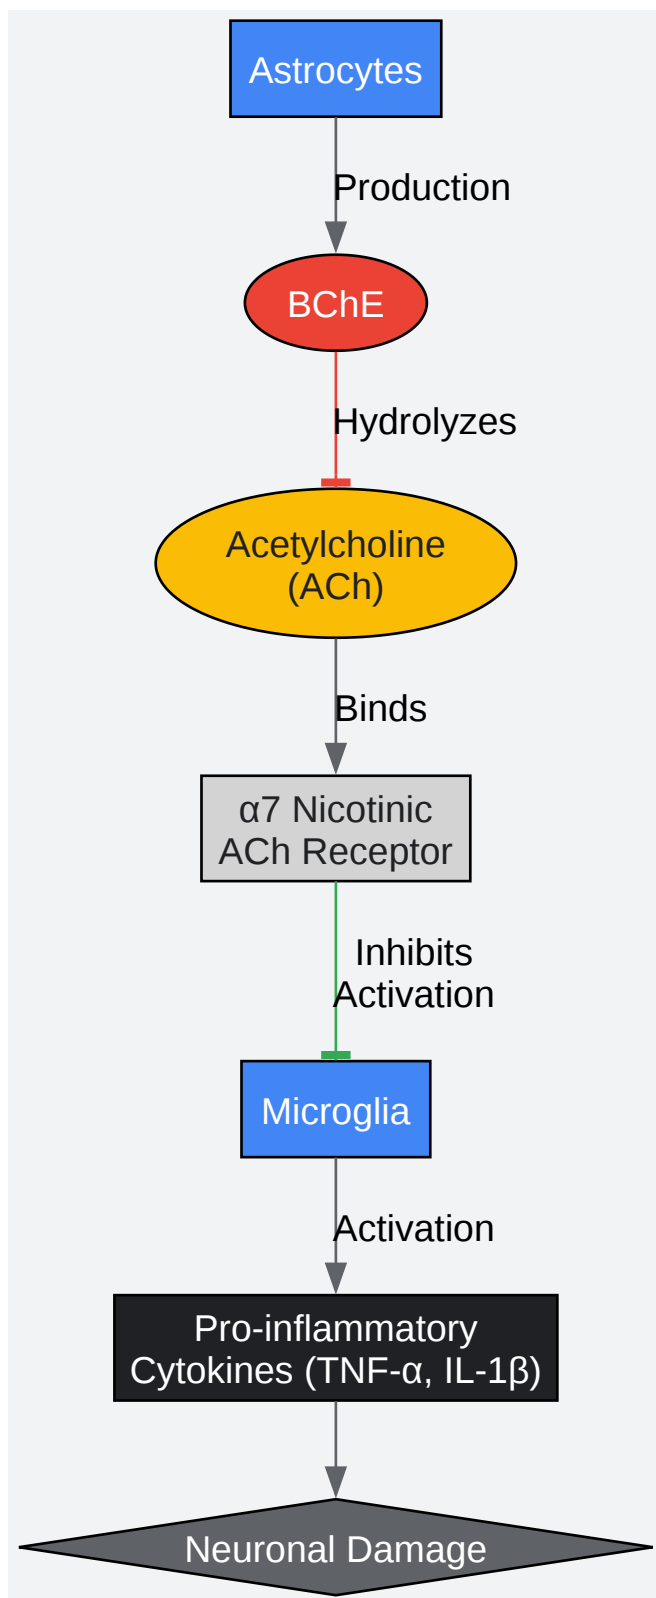 Astrocytes
Production
BChE
Hydrolyzes
Acetylcholine
(ACh)
Binds
α7 Nicotinic
ACh Receptor
Inhibits
Activation
Microglia
Activation
Pro-inflammatory
Cytokines (TNF-α, IL-1β)
Neuronal Damage